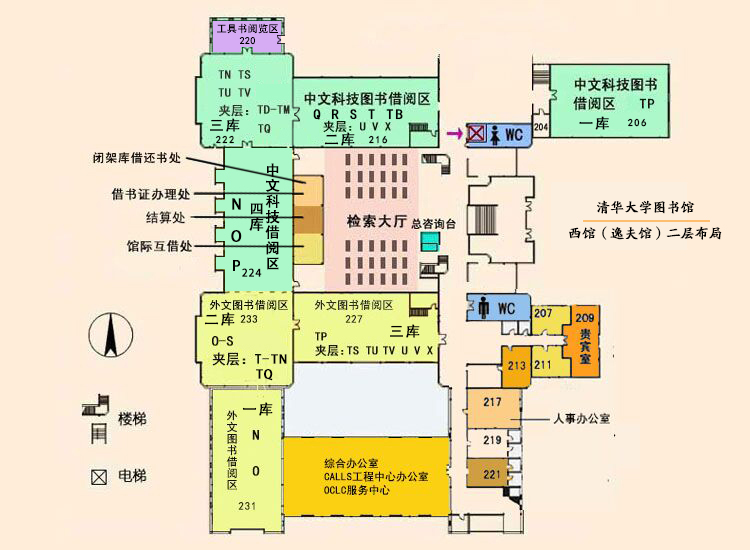 工具书阅览区
220
TN TS
TU TV
夹层：TD-TM
TQ
三库
222
中文科技图书借阅区
Q R S T TB
夹层：U V X
二库 216
WC
204
中文科技图书
借阅区 TP
一库 206
闭架库借还书处
借书证办理处
结算处
馆际互借处
中文科技借阅区
四库
N O P
224
检索大厅
总咨询台
清华大学图书馆
西馆（逸夫馆）二层布局
外文图书借阅区
二库 233
O-S
夹层：T-TN
TQ
外文图书借阅区
227
三库
TP
夹层：TS TU TV U V X
WC
207
209
贵宾室
213
211
217
人事办公室
219
221
楼梯
电梯
一库
外文图书借阅区
N
O
231
综合办公室
CALLS工程中心办公室
OCLC服务中心